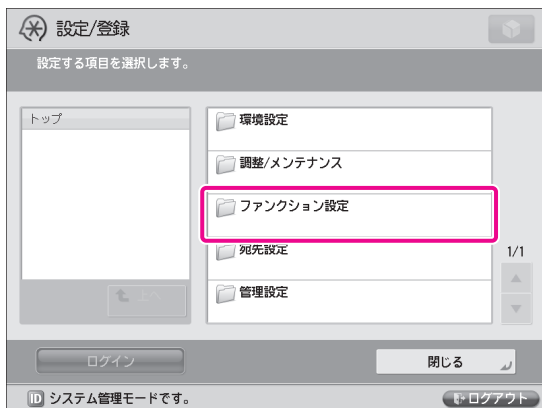 設定/登録
設定する項目を選択します。
トップ
環境設定
調整/メンテナンス
ファンクション設定
宛先設定
管理設定
1/1
上へ
ログイン
閉じる
ID システム管理モードです。
ログアウト